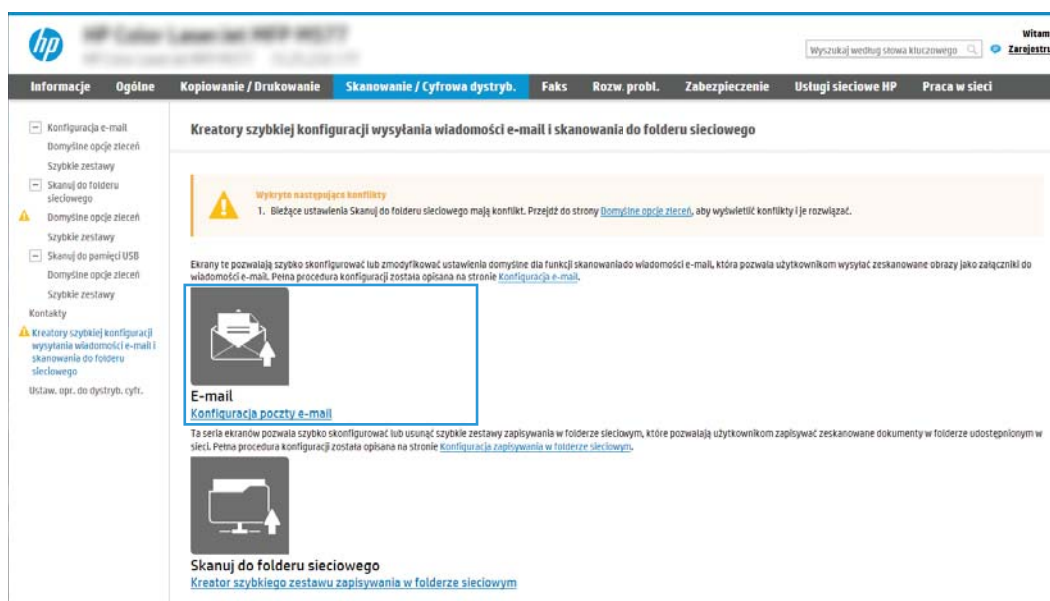 hp
Witam
Wyszukaj według słowa kluczowego
Zarejestru
Informacje Ogólne Kopiowanie / Drukowanie Skanowanie / Cyfrowa dystryb. Faks Rozw. probl. Zabezpieczenie Usługi sieciowe HP Praca w sieci
Konfiguracja e-mail
Domyślne opcje zleceń
Szybkie zestawy
Skanuj do folderu
sieciowego
Domyślne opcje zleceń
Szybkie zestawy
Skanuj do pamięci USB
Domyślne opcje zleceń
Szybkie zestawy
Kontakty
Kreatory szybkiej konfiguracji
wysyłania wiadomości e-mail i
skanowania do folderu
sieciowego
Ustaw. opr. do dystryb. cyfr.
Kreatory szybkiej konfiguracji wysyłania wiadomości e-mail i skanowania do folderu sieciowego
Wykryto następujące konflikty
1. Bieżące ustawienia Skanuj do folderu sieciowego mają konflikt. Przejdź do strony Domyślne opcje zleceń, aby wyświetlić konflikty i je rozwiązać.
Ekrany te pozwalają szybko skonfigurować lub zmodyfikować ustawienia domyślne dla funkcji skanowaniado wiadomości e-mail, która pozwala użytkownikom wysyłać zeskanowane obrazy jako załączniki do
wiadomości e-mail. Pełna procedura konfiguracji została opisana na stronie Konfiguracja e-mail.
E-mail
Konfiguracja poczty e-mail
Ta seria ekranów pozwala szybko skonfigurować lub usunąć szybkie zestawy zapisywania w folderze sieciowym, które pozwalają użytkownikom zapisywać zeskanowane dokumenty w folderze udostępnionym w
sieci. Pełna procedura konfiguracji została opisana na stronie Konfiguracja zapisywania w folderze sieciowym.
Skanuj do folderu sieciowego
Kreator szybkiego zestawu zapisywania w folderze sieciowym